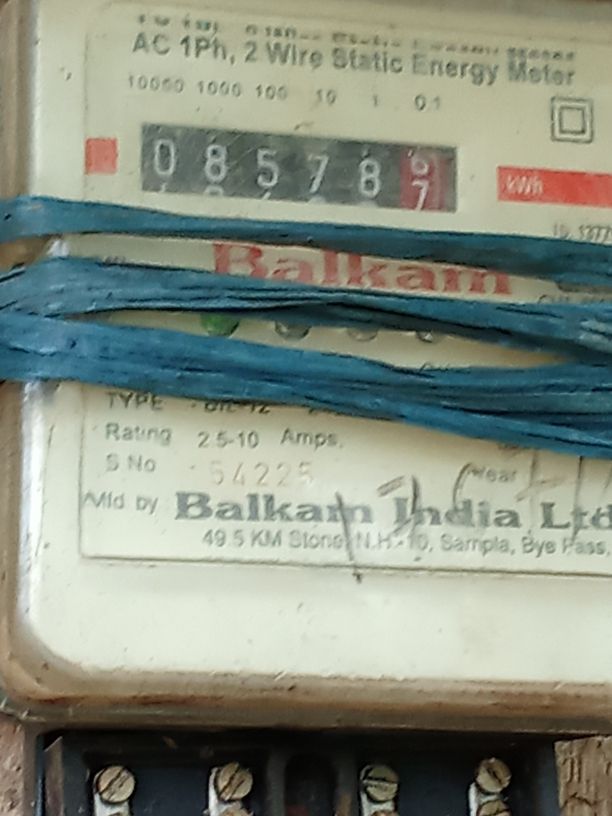 AC 1Ph, 2 Wire Static Energy Meter
10000 1000 100 10 1 0.1
0 8 5 7 8 6 7
kWh
Balkam
TYPE
Rating 2.5-10 Amps.
S No 54225
Year
Mfd by Balkam India Ltd
49.5 KM Stone, N.H.-10, Sampla, Bye Pass,